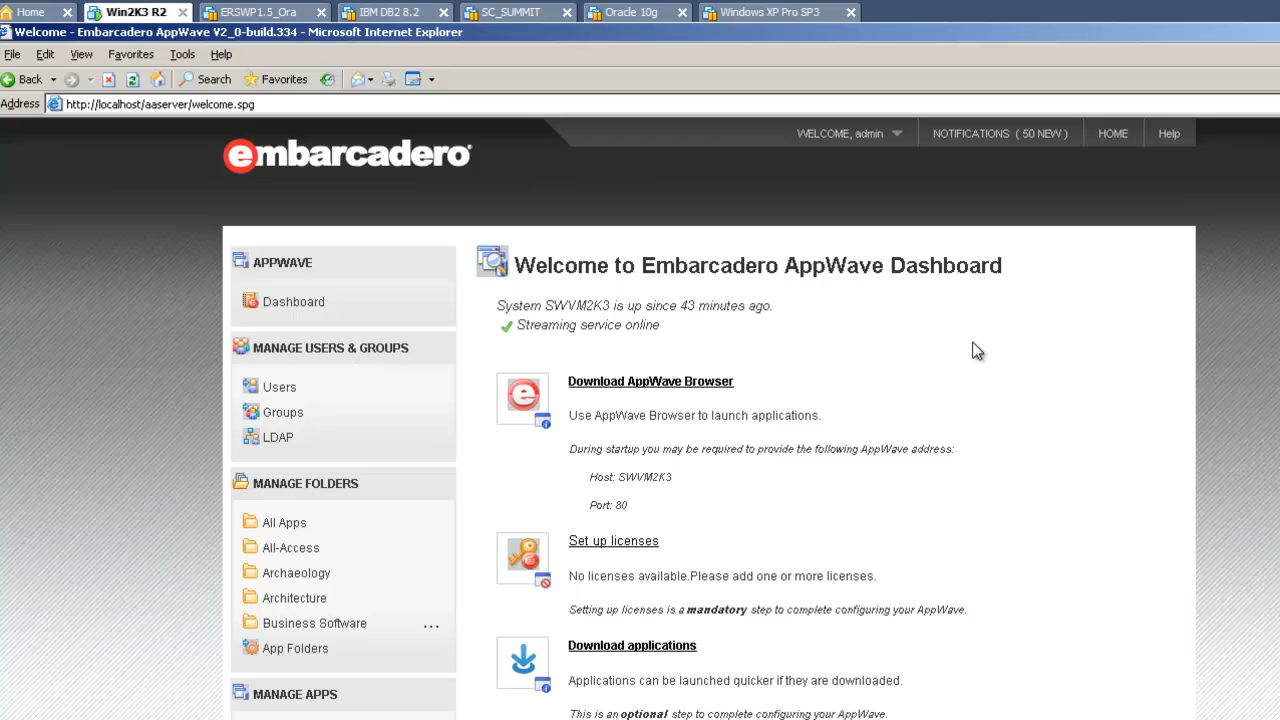 Home
Win2K3 R2
ERSWP1.5_Ora
IBM DB2 8.2
SC_SUMMIT
Oracle 10g
Windows XP Pro SP3
Welcome - Embarcadero AppWave V2_0-build.334 - Microsoft Internet Explorer
File Edit View Favorites Tools Help
Back Search Favorites
Address http://localhost/aaserver/welcome.spg
WELCOME, admin NOTIFICATIONS ( 50 NEW ) HOME Help
embarcadero®
APPWAVE
Dashboard
MANAGE USERS & GROUPS
Users
Groups
LDAP
MANAGE FOLDERS
All Apps
All-Access
Archaeology
Architecture
Business Software ...
App Folders
MANAGE APPS
Welcome to Embarcadero AppWave Dashboard
System SWVM2K3 is up since 43 minutes ago.
Streaming service online
Download AppWave Browser
Use AppWave Browser to launch applications.
During startup you may be required to provide the following AppWave address:
Host: SWVM2K3
Port: 80
Set up licenses
No licenses available.Please add one or more licenses.
Setting up licenses is a mandatory step to complete configuring your AppWave.
Download applications
Applications can be launched quicker if they are downloaded.
This is an optional step to complete configuring your AppWave.